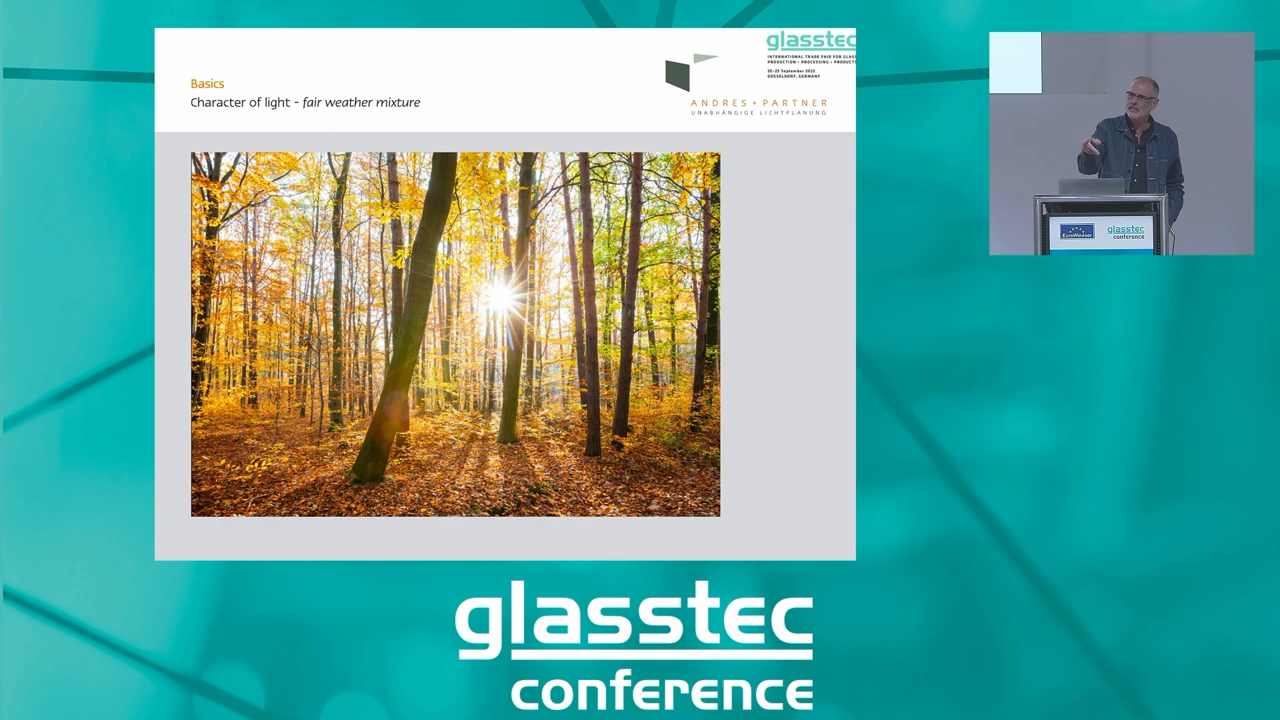 glasstec
INTERNATIONAL TRADE FAIR FOR GLASS
PRODUCTION • PROCESSING • PRODUCTS
20–23 September 2022
DÜSSELDORF, GERMANY
Basics
Character of light - fair weather mixture
ANDRES + PARTNER
UNABHÄNGIGE LICHTPLANUNG
EuroWindoor
glasstec
conference
glasstec
conference